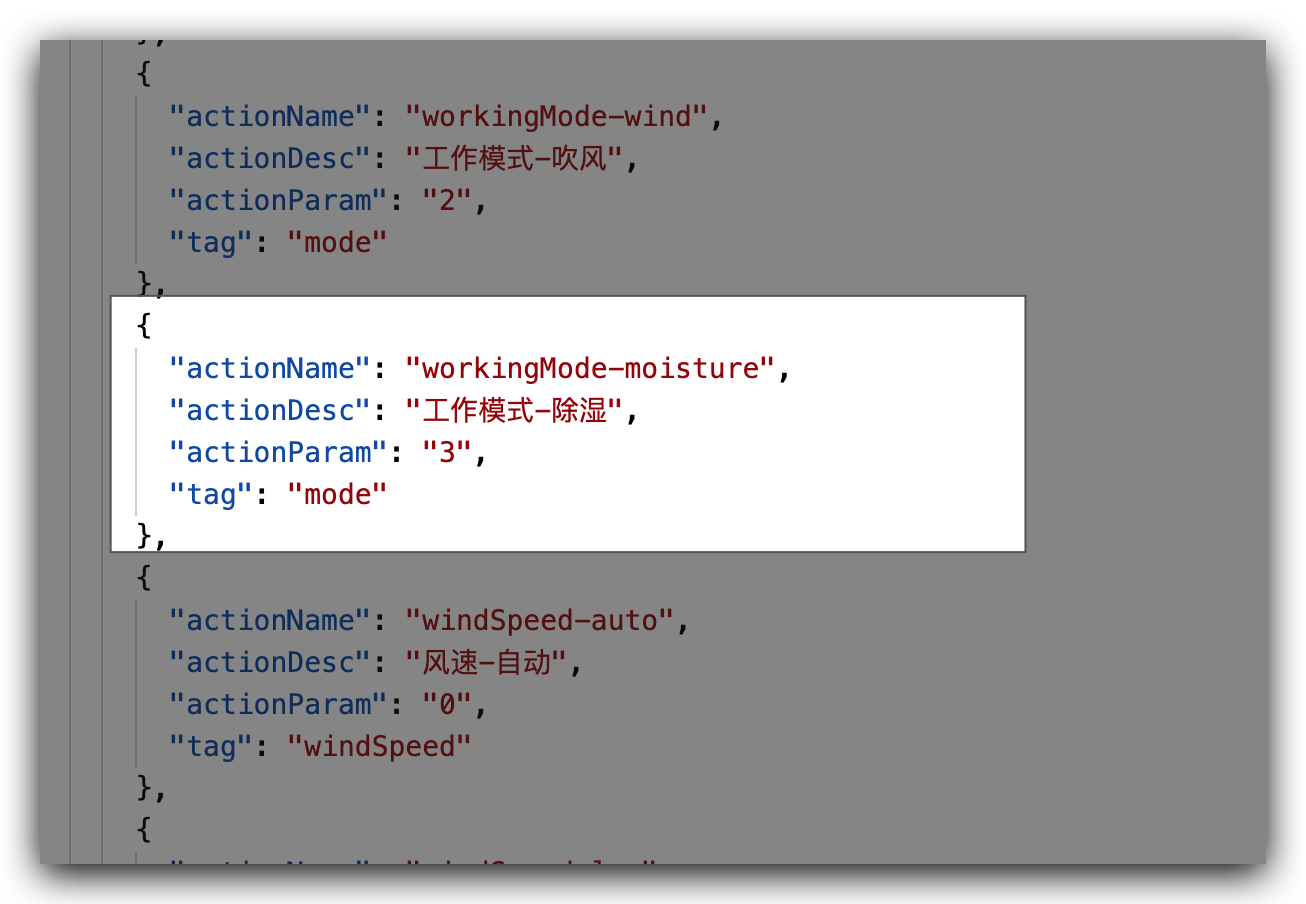 },
{
"actionName": "workingMode-wind",
"actionDesc": "工作模式-吹风",
"actionParam": "2",
"tag": "mode"
},
{
"actionName": "workingMode-moisture",
"actionDesc": "工作模式-除湿",
"actionParam": "3",
"tag": "mode"
},
{
"actionName": "windSpeed-auto",
"actionDesc": "风速-自动",
"actionParam": "0",
"tag": "windSpeed"
},
{